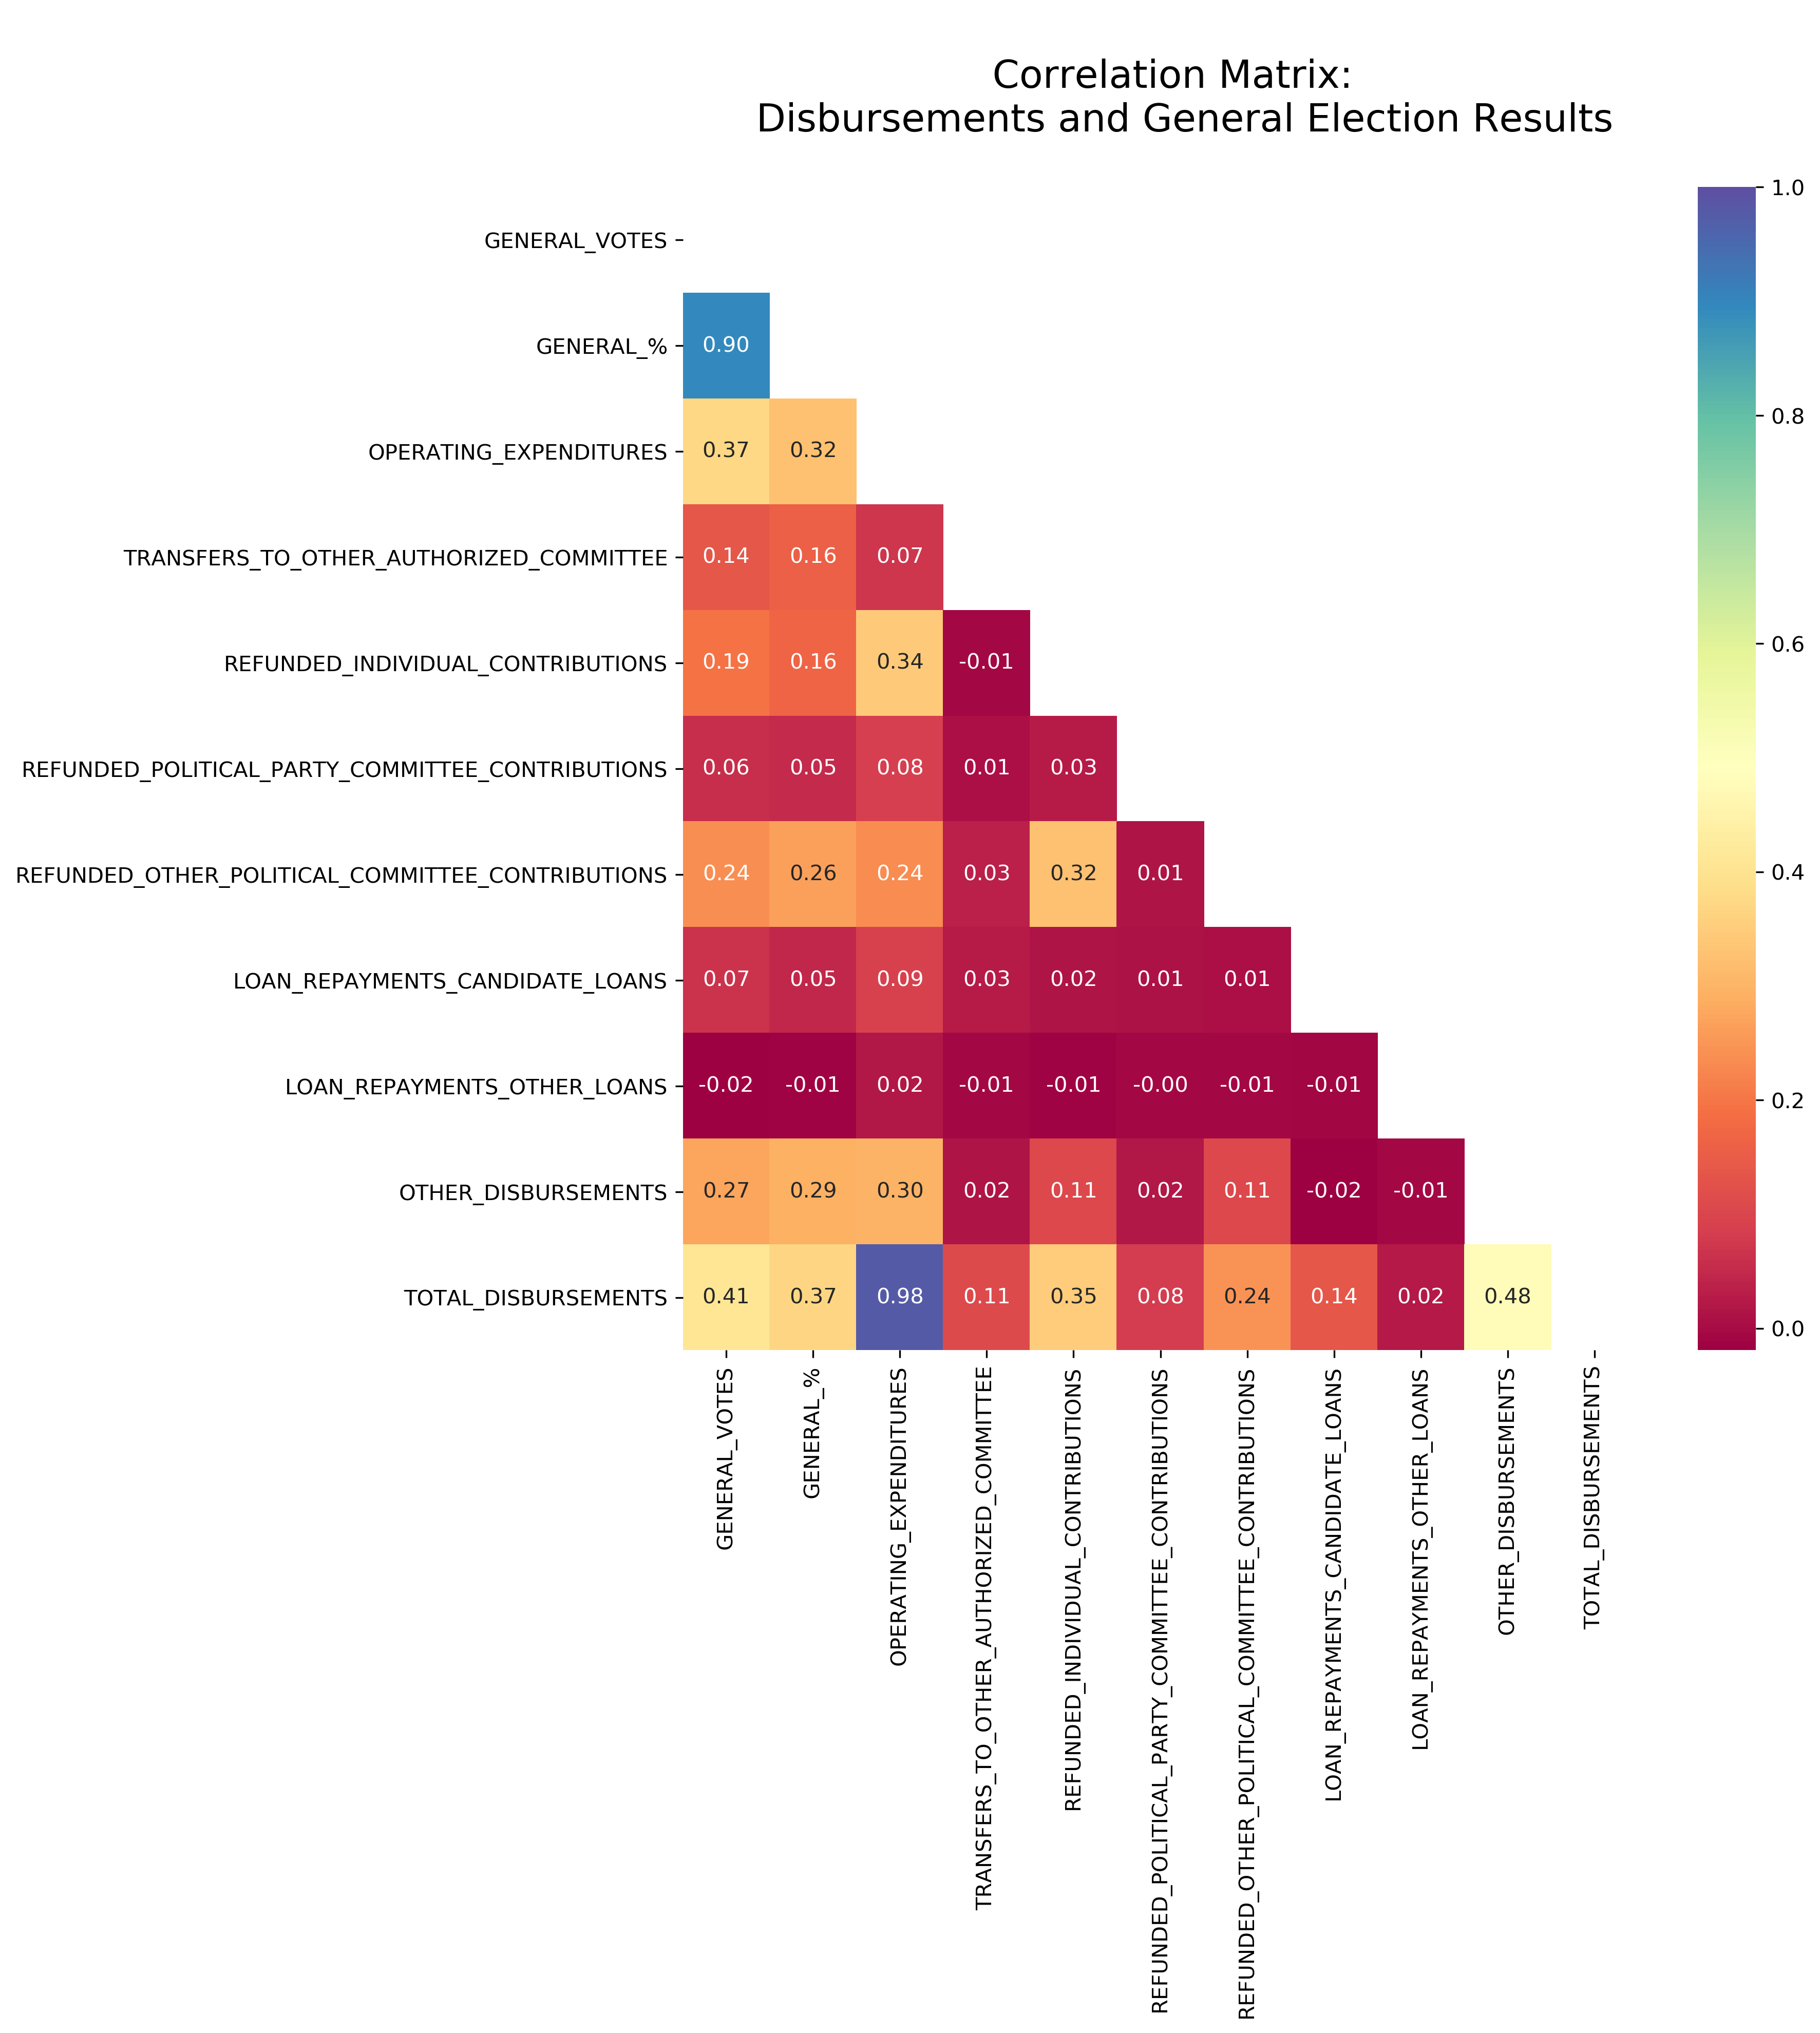 Correlation Matrix:
Disbursements and General Election Results
1.0
0.8
0.6
0.4
0.2
0.0
GENERAL_VOTES
GENERAL_% 0.90
OPERATING_EXPENDITURES 0.37 0.32
TRANSFERS_TO_OTHER_AUTHORIZED_COMMITTEE 0.14 0.16 0.07
REFUNDED_INDIVIDUAL_CONTRIBUTIONS 0.19 0.16 0.34 -0.01
REFUNDED_POLITICAL_PARTY_COMMITTEE_CONTRIBUTIONS 0.06 0.05 0.08 0.01 0.03
REFUNDED_OTHER_POLITICAL_COMMITTEE_CONTRIBUTIONS 0.24 0.26 0.24 0.03 0.32 0.01
LOAN_REPAYMENTS_CANDIDATE_LOANS 0.07 0.05 0.09 0.03 0.02 0.01 0.01
LOAN_REPAYMENTS_OTHER_LOANS -0.02 -0.01 0.02 -0.01 -0.01 -0.00 -0.01 -0.01
OTHER_DISBURSEMENTS 0.27 0.29 0.30 0.02 0.11 0.02 0.11 -0.02 -0.01
TOTAL_DISBURSEMENTS 0.41 0.37 0.98 0.11 0.35 0.08 0.24 0.14 0.02 0.48
GENERAL_VOTES
GENERAL_%
OPERATING_EXPENDITURES
TRANSFERS_TO_OTHER_AUTHORIZED_COMMITTEE
REFUNDED_INDIVIDUAL_CONTRIBUTIONS
REFUNDED_POLITICAL_PARTY_COMMITTEE_CONTRIBUTIONS
REFUNDED_OTHER_POLITICAL_COMMITTEE_CONTRIBUTIONS
LOAN_REPAYMENTS_CANDIDATE_LOANS
LOAN_REPAYMENTS_OTHER_LOANS
OTHER_DISBURSEMENTS
TOTAL_DISBURSEMENTS